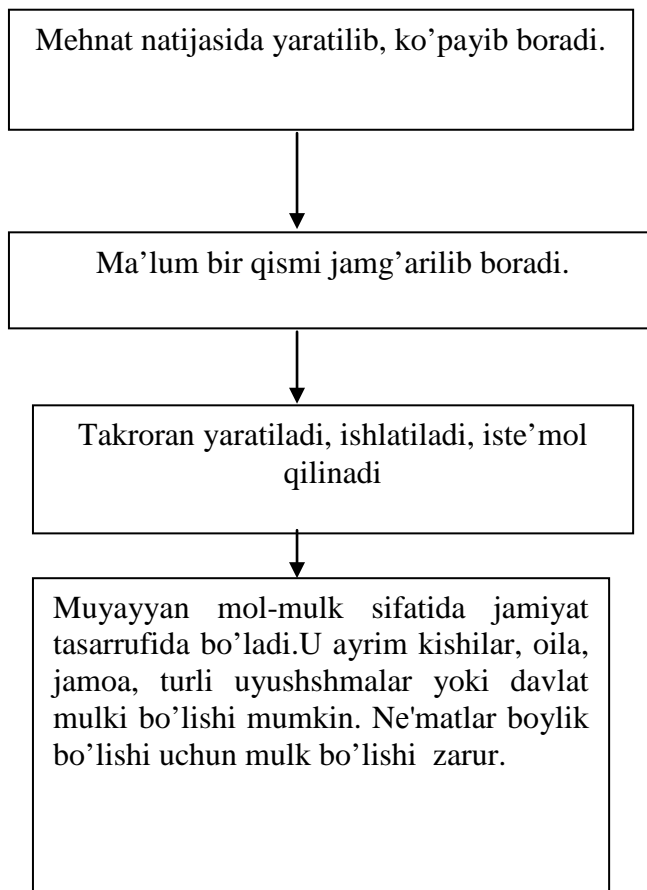 Mehnat natijasida yaratilib, ko’payib boradi.
Ma’lum bir qismi jamg’arilib boradi.
Takroran yaratiladi, ishlatiladi, iste’mol
qilinadi
Muyayyan mol-mulk sifatida jamiyat
tasarrufida bo’ladi.U ayrim kishilar, oila,
jamoa, turli uyushshmalar yoki davlat
mulki bo’lishi mumkin. Ne'matlar boylik
bo’lishi uchun mulk bo’lishi zarur.